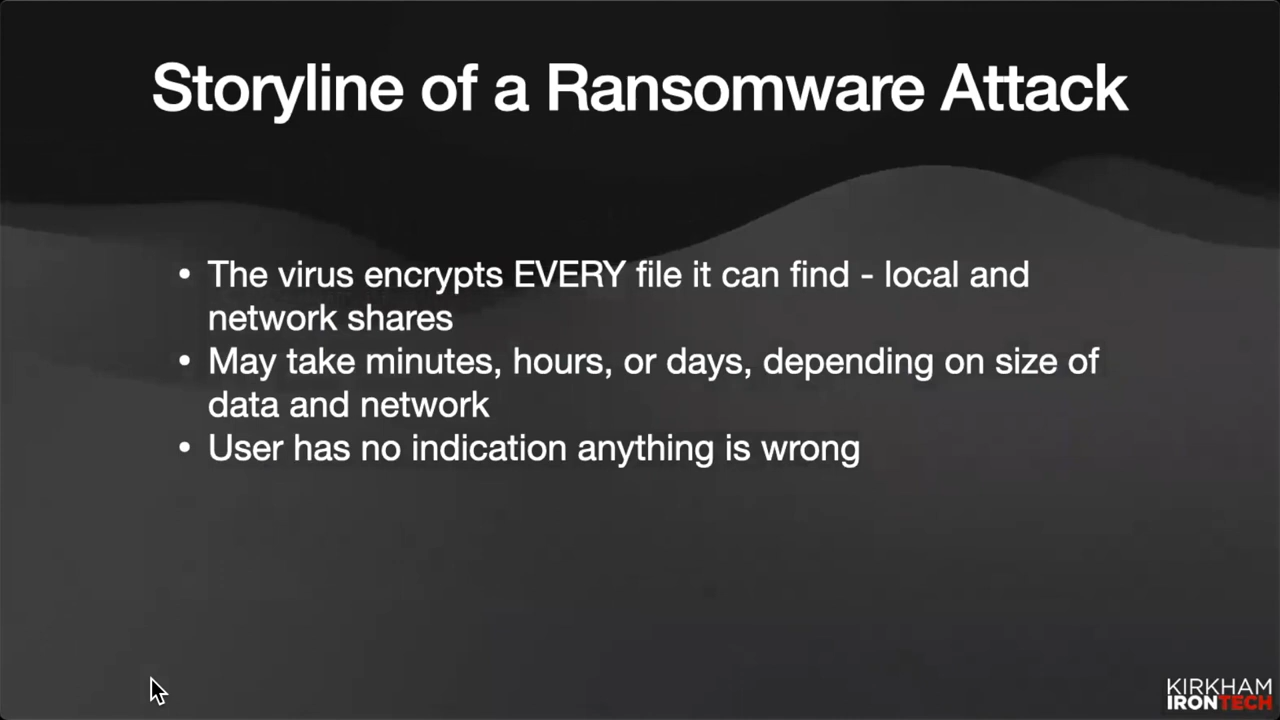 Storyline of a Ransomware Attack
• The virus encrypts EVERY file it can find - local and
network shares
• May take minutes, hours, or days, depending on size of
data and network
• User has no indication anything is wrong
KIRKHAM
IRONTECH